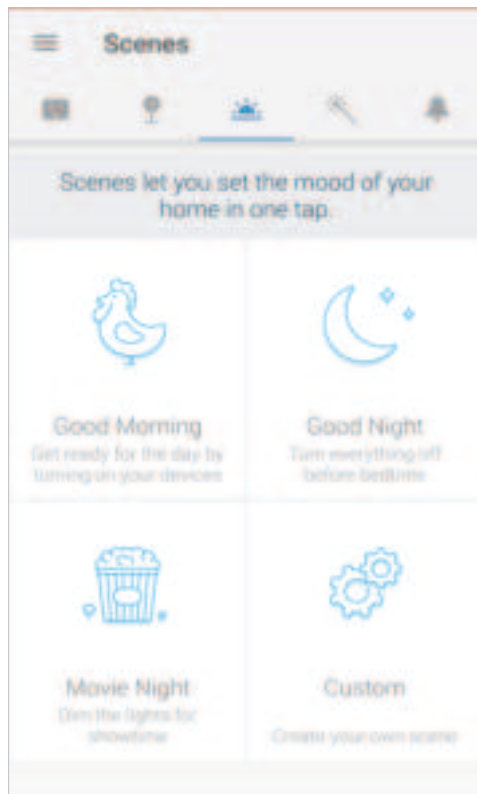 Scenes
Scenes let you set the mood of your
home in one tap.
Good Morning
Get ready for the day by
turning on your devices
Good Night
Turn everything off
before bedtime
Movie Night
Dim the lights for
showtime
Custom
Create your own scene